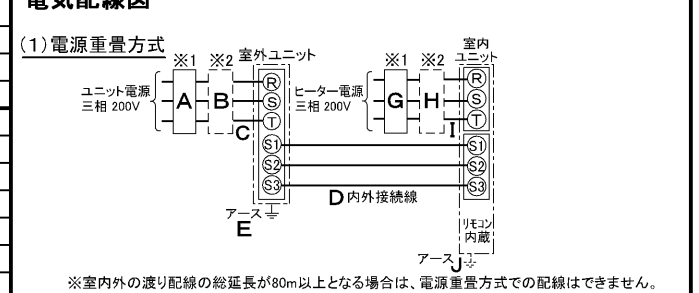 電気配線図
(1)電源重畳方式
※1 ※2 室外ユニット
ユニット電源
三相 200V
A B
R
S
T
C
S1
S2
S3
アース
E
D 内外接続線
※1 ※2 室内
ユニット
ヒーター電源
三相 200V
G H
R
S
T
I
S1
S2
S3
リモコン
内蔵
アース J
※室内外の渡り配線の総延長が80m以上となる場合は、電源重畳方式での配線はできません。